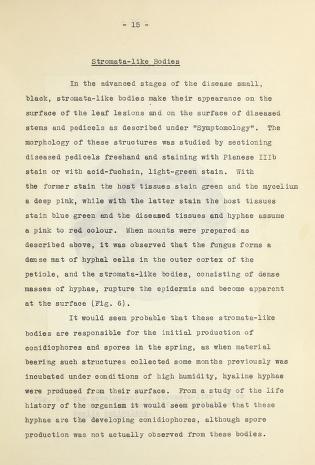 - 15 -
Stromata-like Bodies
In the advanced stages of the disease small,
black, stromata-like bodies make their appearance on the
surface of the leaf lesions and on the surface of diseased
stems and pedicels as described under "Symptomology". The
morphology of these structures was studied by sectioning
diseased pedicels freehand and staining with Pianese IIIb
stain or with acid-fuchsin, light-green stain. With
the former stain the host tissues stain green and the mycelium
a deep pink, while with the latter stain the host tissues
stain blue green and the diseased tissues and hyphae assume
a pink to red colour. When mounts were prepared as
described above, it was observed that the fungus forms a
dense mat of hyphal cells in the outer cortex of the
petiole, and the stromata-like bodies, consisting of dense
masses of hyphae, rupture the epidermis and become apparent
at the surface (Fig. 6).
It would seem probable that these stromata-like
bodies are responsible for the initial production of
conidiophores and spores in the spring, as when material
bearing such structures collected some months previously was
incubated under conditions of high humidity, hyaline hyphae
were prodused from their surface. From a study of the life
history of the organism it would seem probable that these
hyphae are the developing conidiophores, although spore
production was not actually observed from these bodies.